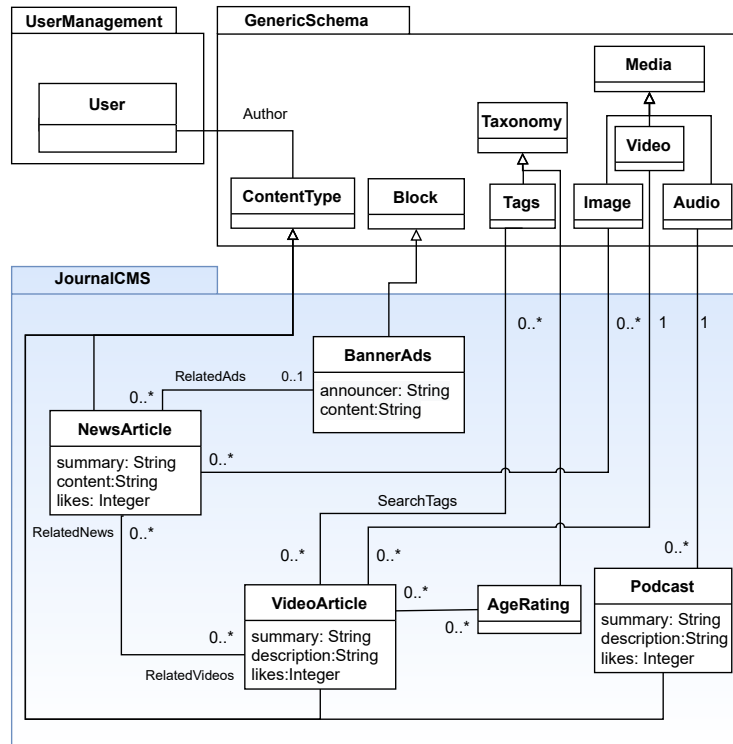 UserManagement
GenericSchema
Media
User
Author
Taxonomy
Video
ContentType
Block
Tags
Image
Audio
JournalCMS
0..*
0..*
1
1
BannerAds
RelatedAds
0..1
announcer: String
content:String
0..*
NewsArticle
summary: String
content:String
likes: Integer
0..*
SearchTags
RelatedNews
0..*
0..*
0..*
0..*
VideoArticle
0..*
AgeRating
Podcast
summary: String
description:String
likes:Integer
0..*
0..*
summary: String
description:String
likes: Integer
RelatedVideos